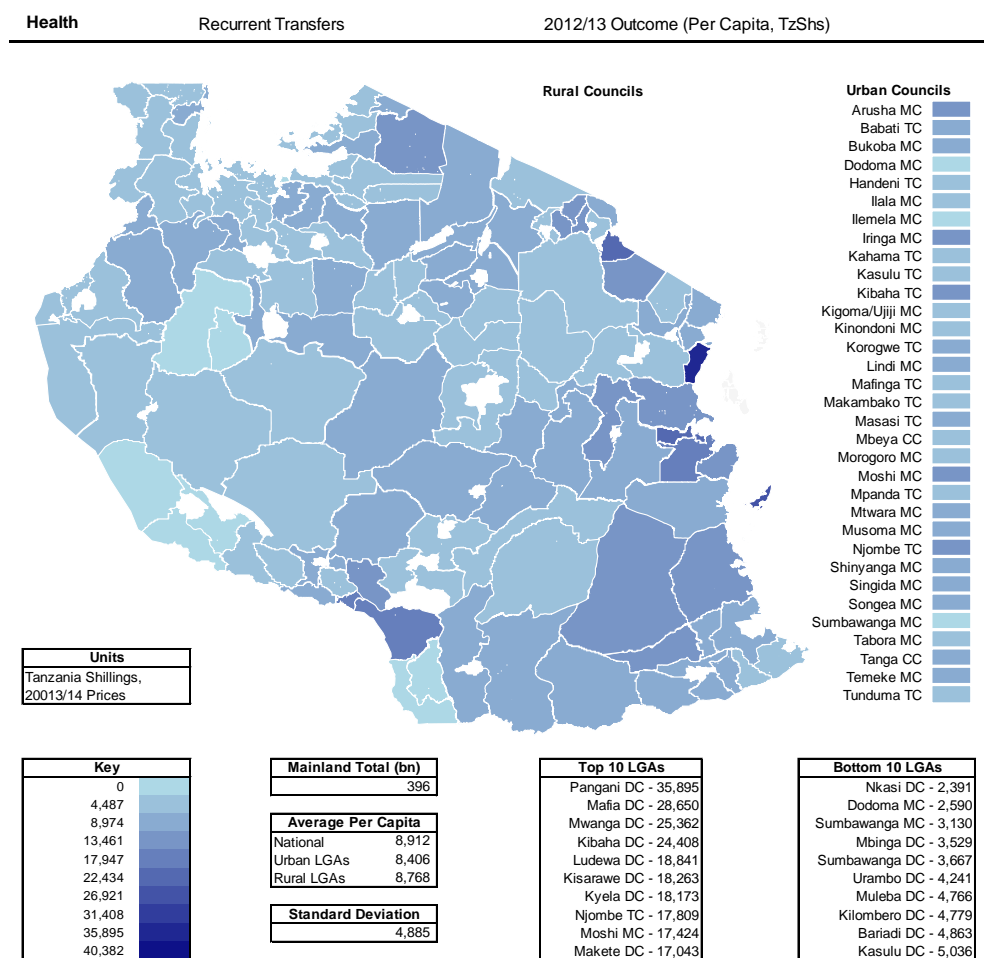 Health Recurrent Transfers 2012/13 Outcome (Per Capita, TzShs)
Rural Councils
Urban Councils
Arusha MC
Babati TC
Bukoba MC
Dodoma MC
Handeni TC
Ilala MC
Ilemela MC
Iringa MC
Kahama TC
Kasulu TC
Kibaha TC
Kigoma/Ujiji MC
Kinondoni MC
Korogwe TC
Lindi MC
Mafinga TC
Makambako TC
Masasi TC
Mbeya CC
Morogoro MC
Moshi MC
Mpanda TC
Mtwara MC
Musoma MC
Njombe TC
Shinyanga MC
Singida MC
Songea MC
Sumbawanga MC
Tabora MC
Tanga CC
Temeke MC
Tunduma TC
Units
Tanzania Shillings,
20013/14 Prices
Key
0
4,487
8,974
13,461
17,947
22,434
26,921
31,408
35,895
40,382
Mainland Total (bn)
396
Average Per Capita
National 8,912
Urban LGAs 8,406
Rural LGAs 8,768
Standard Deviation
4,885
Top 10 LGAs
Pangani DC - 35,895
Mafia DC - 28,650
Mwanga DC - 25,362
Kibaha DC - 24,408
Ludewa DC - 18,841
Kisarawe DC - 18,263
Kyela DC - 18,173
Njombe TC - 17,809
Moshi MC - 17,424
Makete DC - 17,043
Bottom 10 LGAs
Nkasi DC - 2,391
Dodoma MC - 2,590
Sumbawanga MC - 3,130
Mbinga DC - 3,529
Sumbawanga DC - 3,667
Urambo DC - 4,241
Muleba DC - 4,766
Kilombero DC - 4,779
Bariadi DC - 4,863
Kasulu DC - 5,036